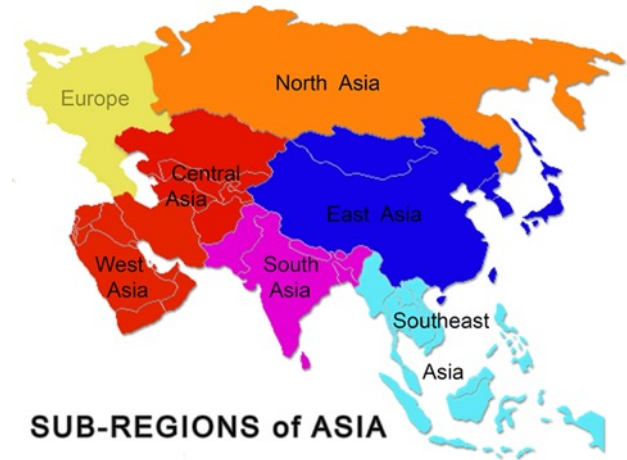 North Asia
Europe
Central
Asia
East Asia
West
Asia
South
Asia
Southeast
Asia
SUB-REGIONS of ASIA